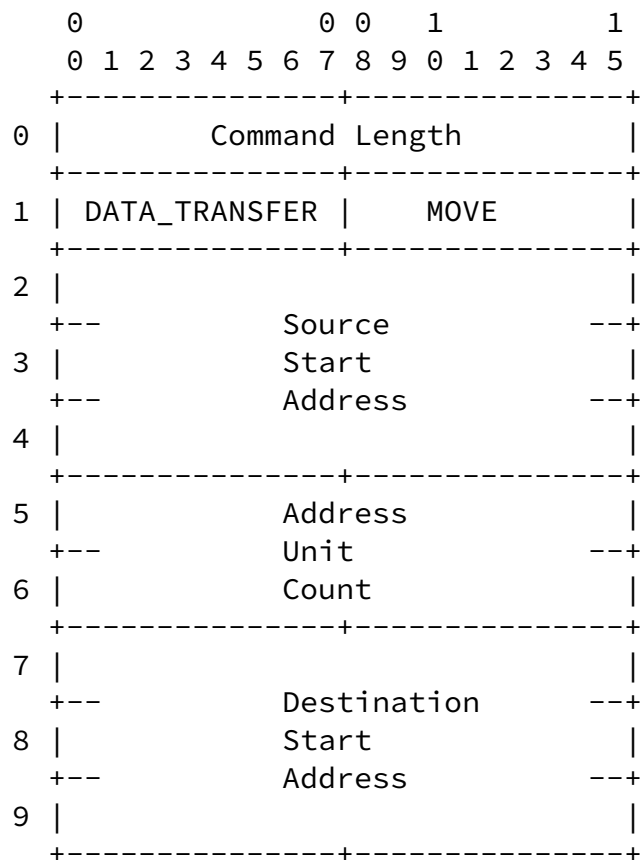 0             0 0   1         1
     0 1 2 3 4 5 6 7 8 9 0 1 2 3 4 5
    +---------------+---------------+
 0  |        Command Length         |
    +---------------+---------------+
 1  | DATA_TRANSFER |    MOVE       |
    +---------------+---------------+
 2  |                               |
    +--          Source           --+
 3  |            Start              |
    +--          Address          --+
 4  |                               |
    +---------------+---------------+
 5  |            Address            |
    +--          Unit             --+
 6  |            Count              |
    +---------------+---------------+
 7  |                               |
    +--          Destination      --+
 8  |            Start              |
    +--          Address          --+
 9  |                               |
    +---------------+---------------+